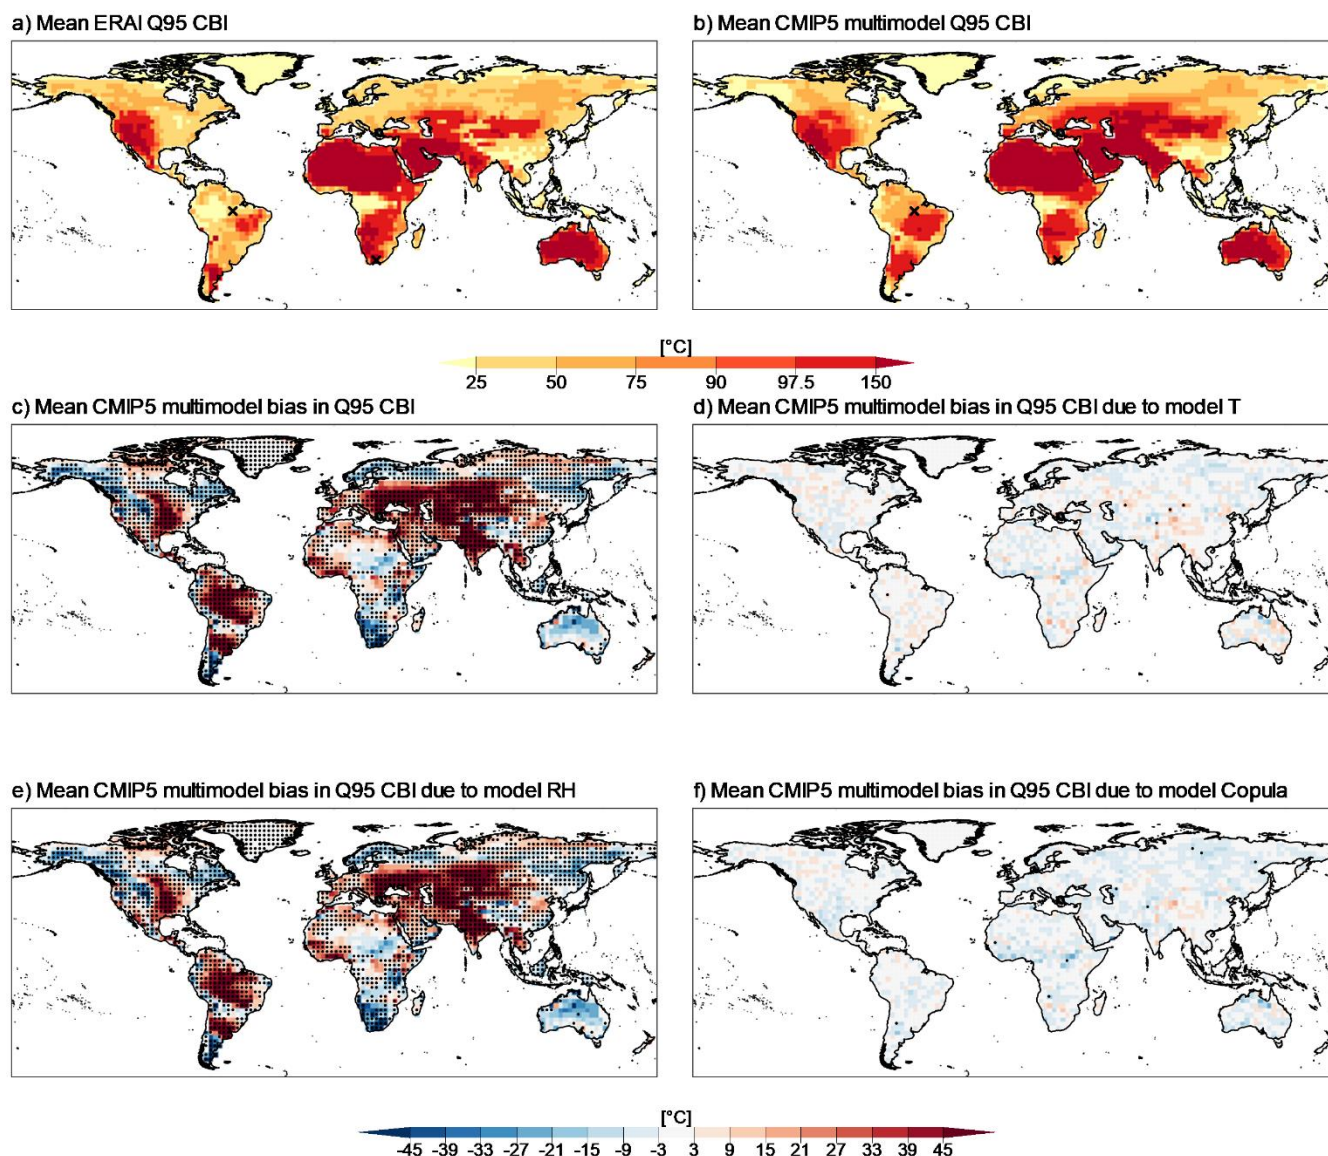 a) Mean ERAI Q95 CBI
b) Mean CMIP5 multimodel Q95 CBI
[°C]
25 50 75 90 97.5 150
c) Mean CMIP5 multimodel bias in Q95 CBI
d) Mean CMIP5 multimodel bias in Q95 CBI due to model T
e) Mean CMIP5 multimodel bias in Q95 CBI due to model RH
f) Mean CMIP5 multimodel bias in Q95 CBI due to model Copula
[°C]
-45 -39 -33 -27 -21 -15 -9 -3 3 9 15 21 27 33 39 45